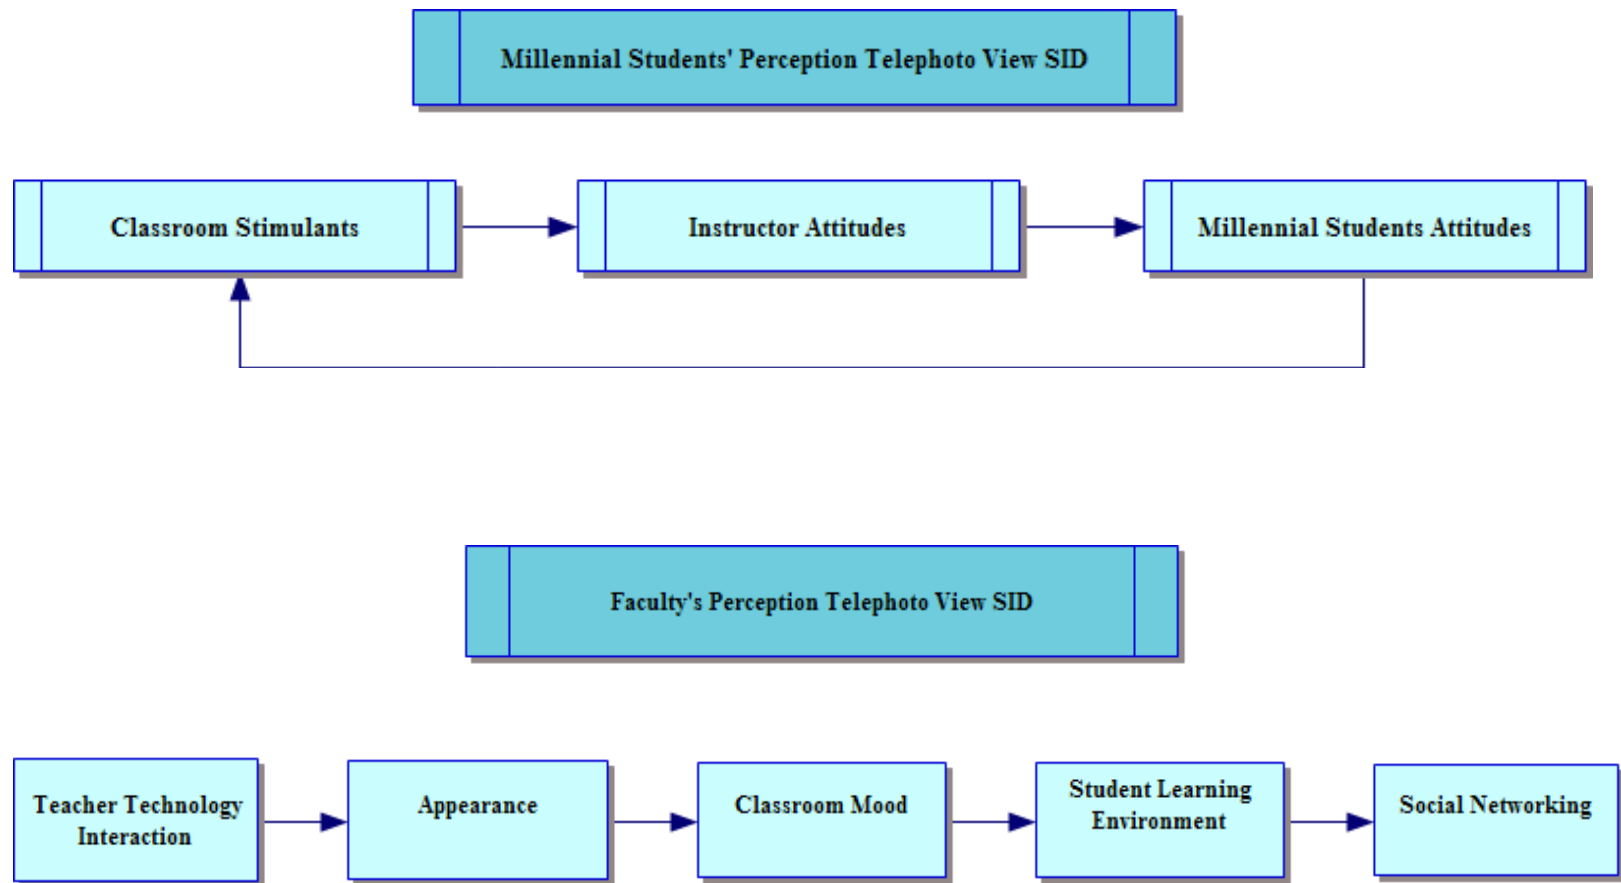 Millennial Students' Perception Telephoto View SID
Classroom Stimulants
Instructor Attitudes
Millennial Students Attitudes
Faculty's Perception Telephoto View SID
Teacher Technology
Interaction
Appearance
Classroom Mood
Student Learning
Environment
Social Networking